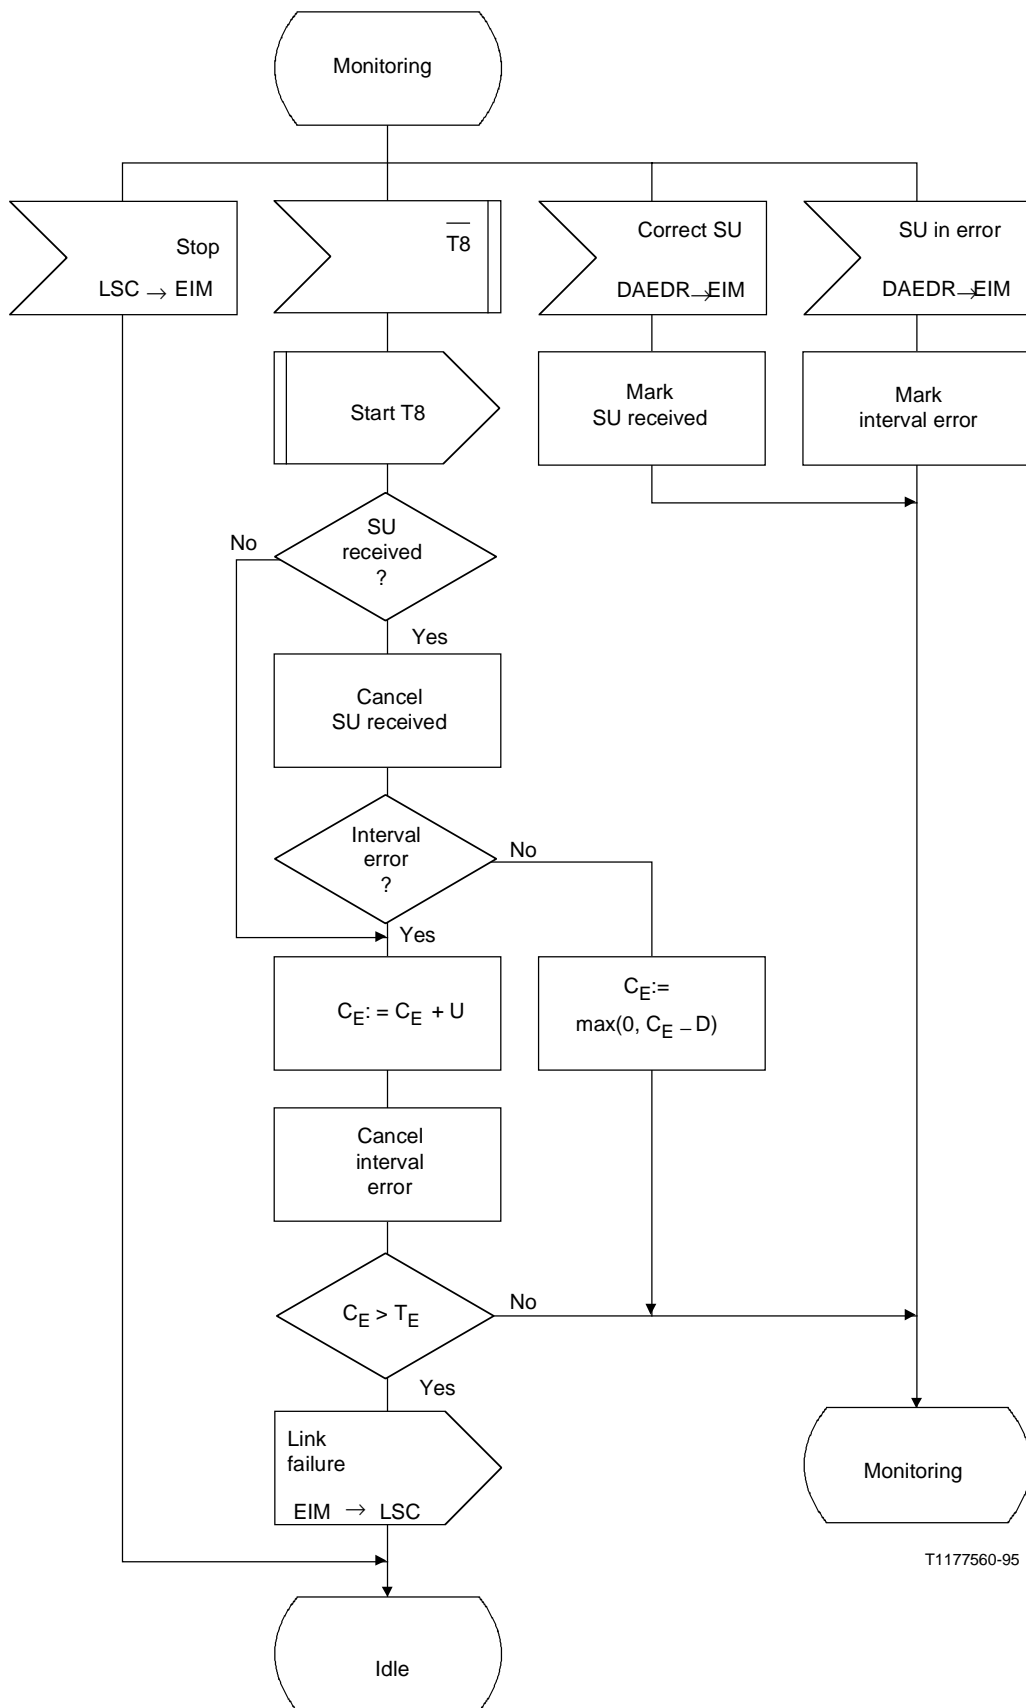 Monitoring
Stop
LSC → EIM
T8
Correct SU
DAEDR→EIM
SU in error
DAEDR→EIM
Start T8
Mark
SU received
Mark
interval error
SU
received
?
No
Yes
Cancel
SU received
Interval
error
?
No
Yes
CE: = CE + U
CE:=
max(0, CE – D)
Cancel
interval
error
CE > TE
No
Yes
Link
failure
EIM → LSC
Monitoring
T1177560-95
Idle